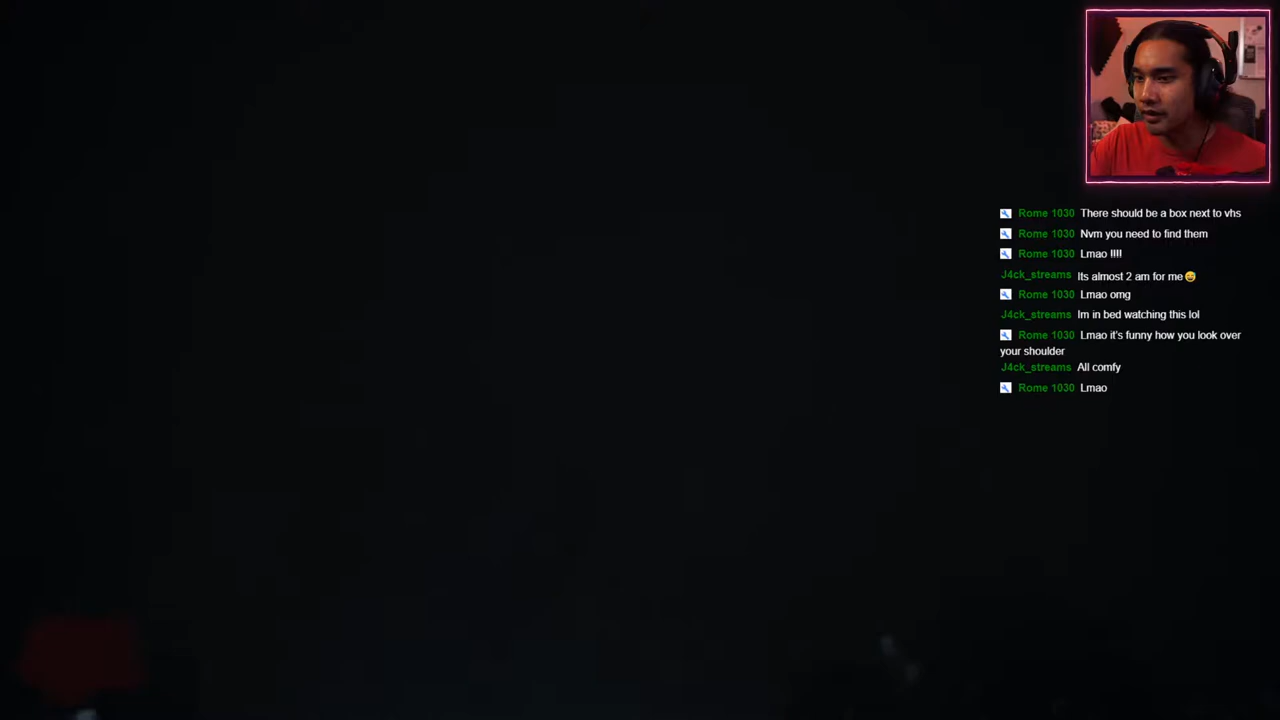 Rome 1030 There should be a box next to vhs
Rome 1030 Nvm you need to find them
Rome 1030 Lmao !!!!
J4ck_streams Its almost 2 am for me😅
Rome 1030 Lmao omg
J4ck_streams Im in bed watching this lol
Rome 1030 Lmao it's funny how you look over
your shoulder
J4ck_streams All comfy
Rome 1030 Lmao